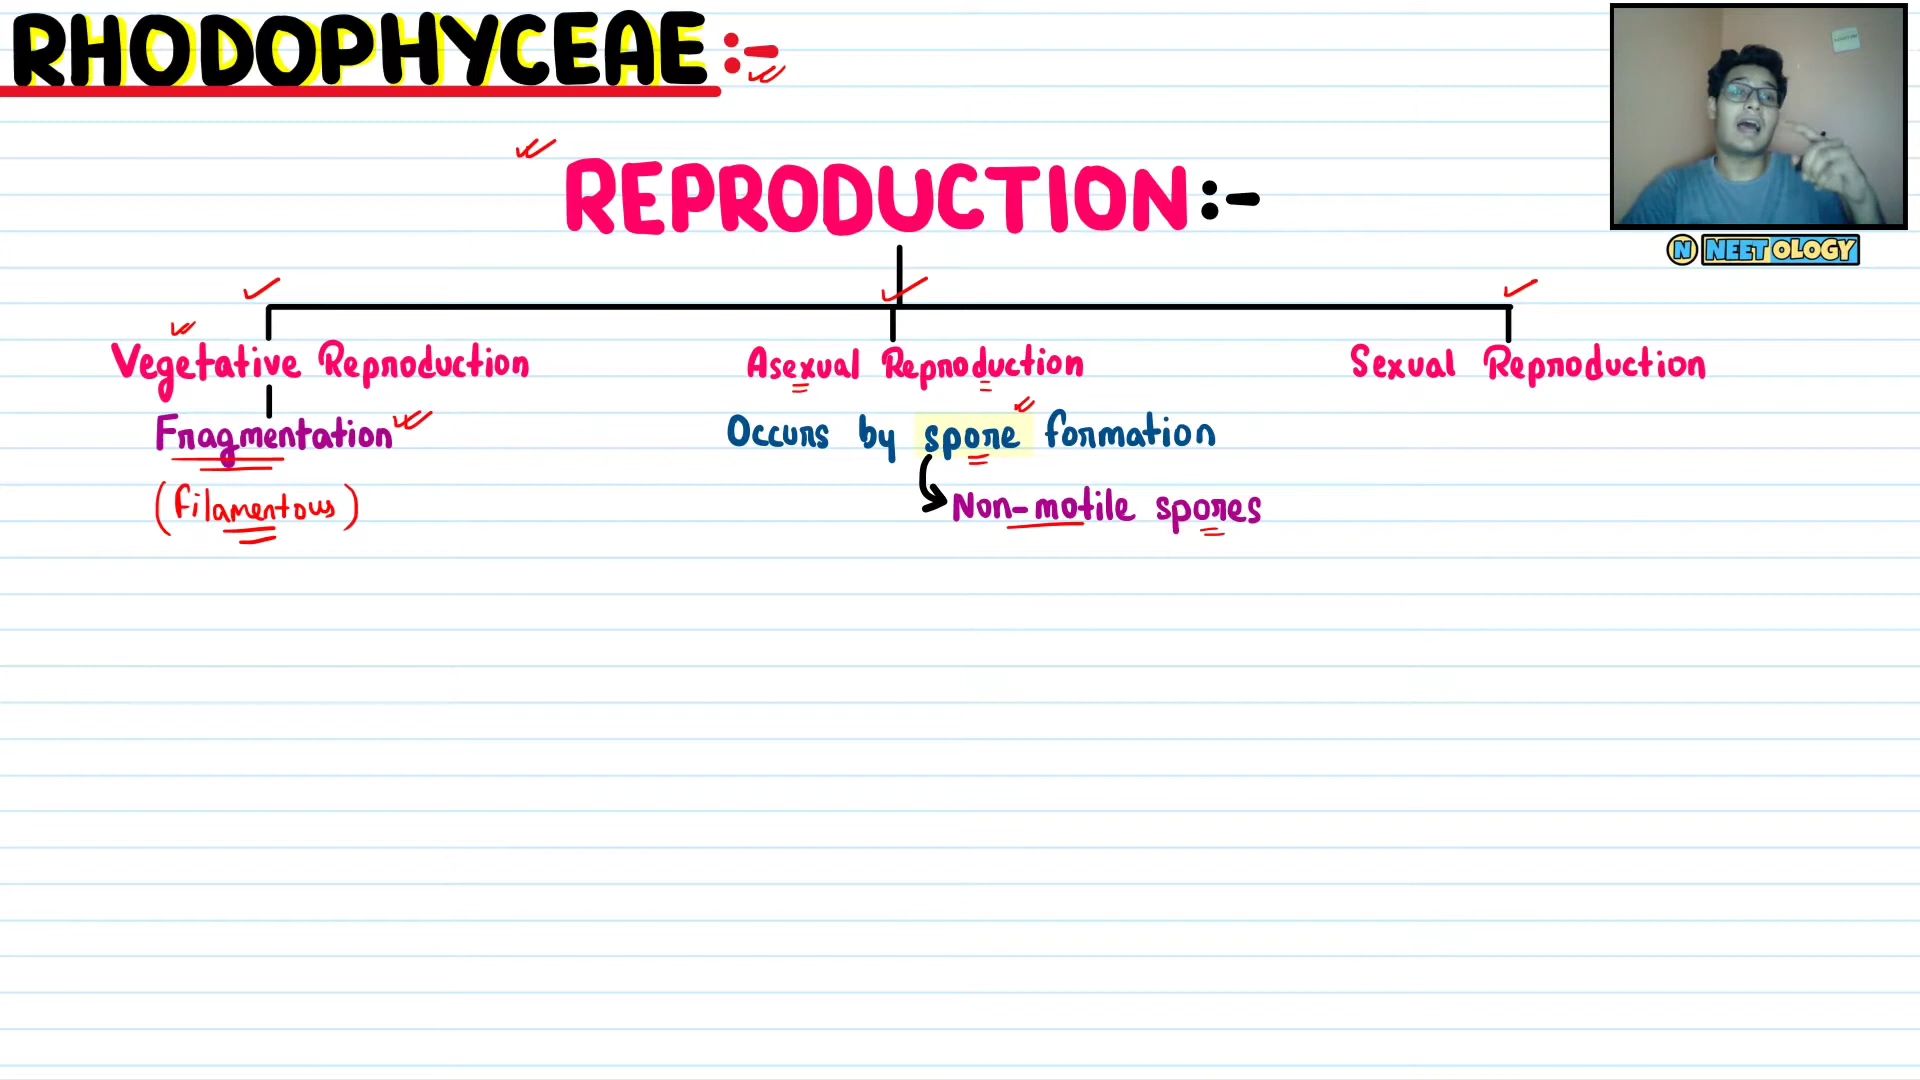 RHODOPHYCEAE :-
REPRODUCTION :-
N NEETOLOGY
Vegetative Reproduction
Asexual Reproduction
Sexual Reproduction
Fragmentation
Occurs by spore formation
(filamentous)
Non-motile spores